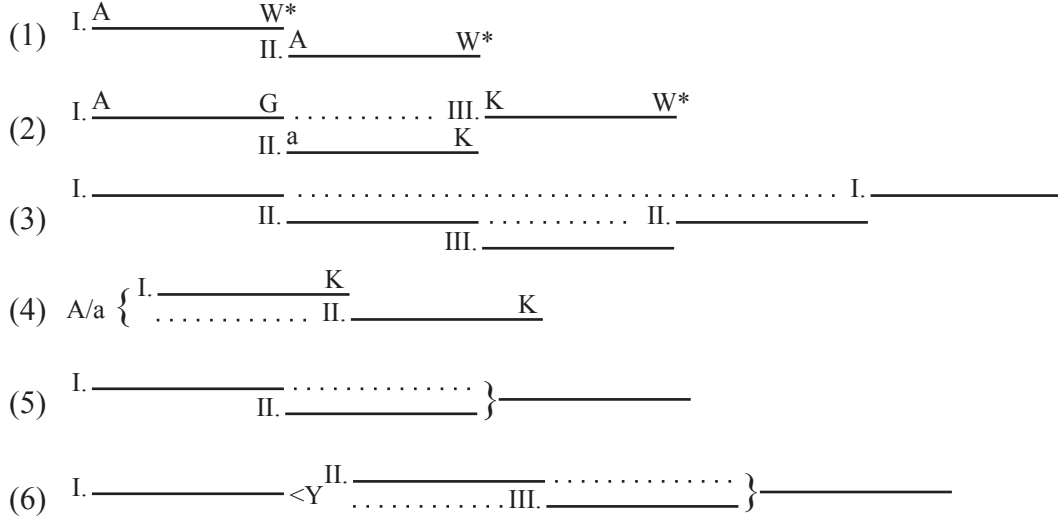 (1) I. A W*
II. A W*
(2) I. A G . . . . . . . . . . III. K W*
II. a K
(3) I. . . . . . . . . . . . . . . . . . . . . . . . . . . . . . I.
II. . . . . . . . . . . II.
III.
(4) A/a { I. K
. . . . . . . . . . . II. K
(5) I. . . . . . . . . . . . . }
II.
(6) I. <Y II. . . . . . . . . . . . . }
. . . . . . . . . . . III.